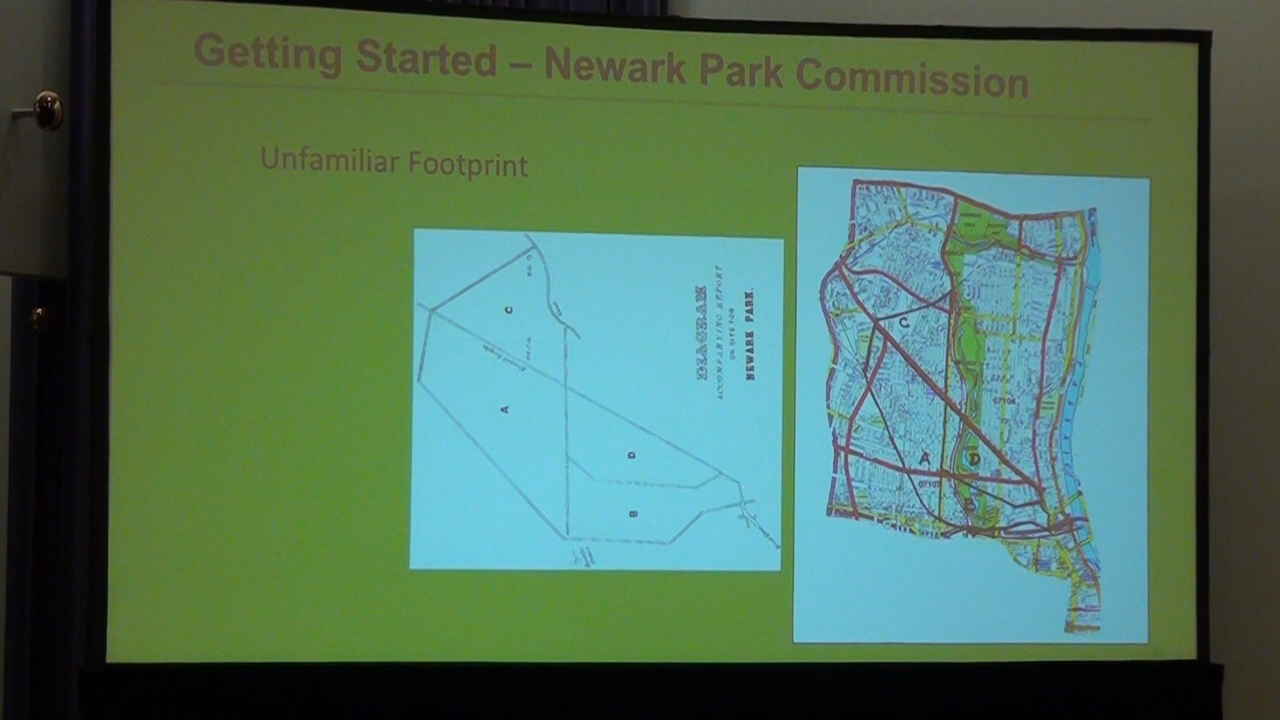 Getting Started – Newark Park Commission
Unfamiliar Footprint
DIAGRAM
ACCOMPANYING REPORT
ON SITE FOR
NEWARK PARK.
C
A
D
B
C
A
D
B
07104
07107